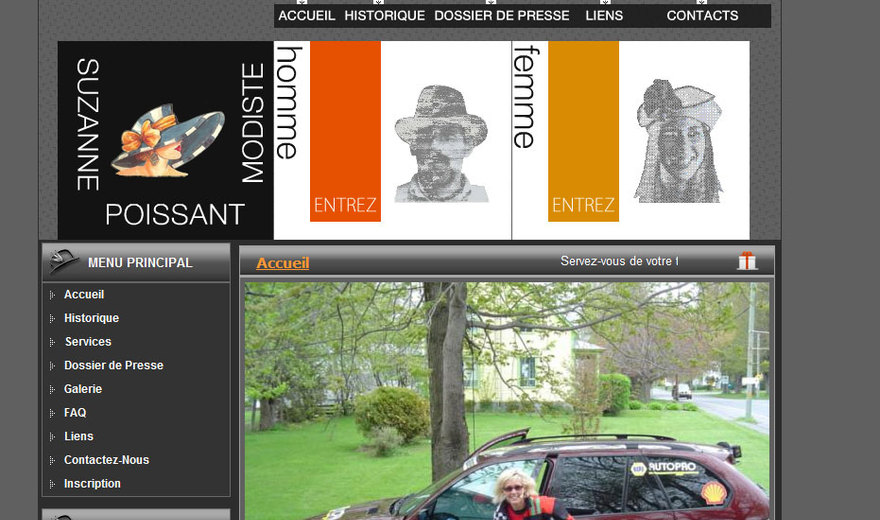 ACCUEIL HISTORIQUE DOSSIER DE PRESSE LIENS CONTACTS
SUZANNE
MODISTE
POISSANT
homme
ENTREZ
femme
ENTREZ
MENU PRINCIPAL
Accueil
Historique
Services
Dossier de Presse
Galerie
FAQ
Liens
Contactez-Nous
Inscription
Accueil
Servez-vous de votre
NAPA AUTOPRO